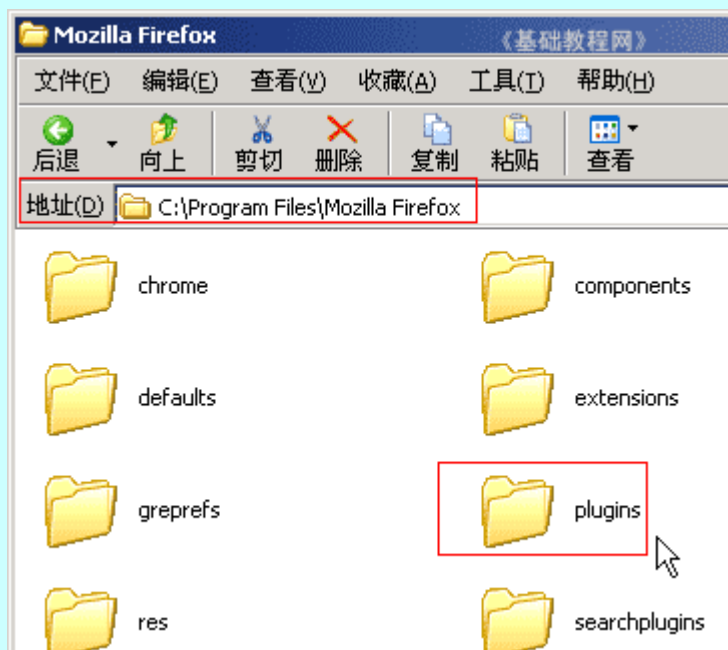 Mozilla Firefox 《基础教程网》
文件(F) 编辑(E) 查看(V) 收藏(A) 工具(T) 帮助(H)
后退 向上 剪切 删除 复制 粘贴 查看
地址(D) C:\Program Files\Mozilla Firefox
chrome components
defaults extensions
greprefs plugins
res searchplugins